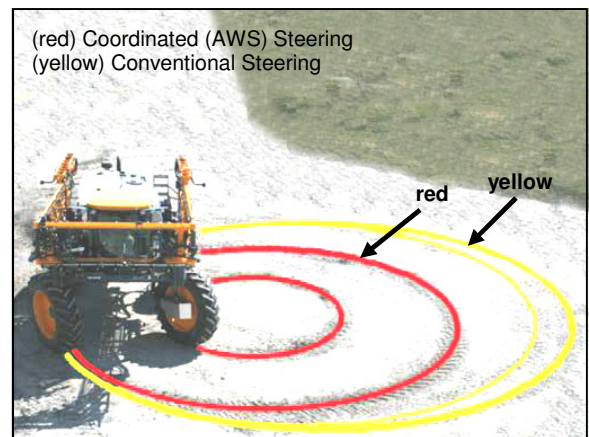 (red) Coordinated (AWS) Steering
(yellow) Conventional Steering
red
yellow